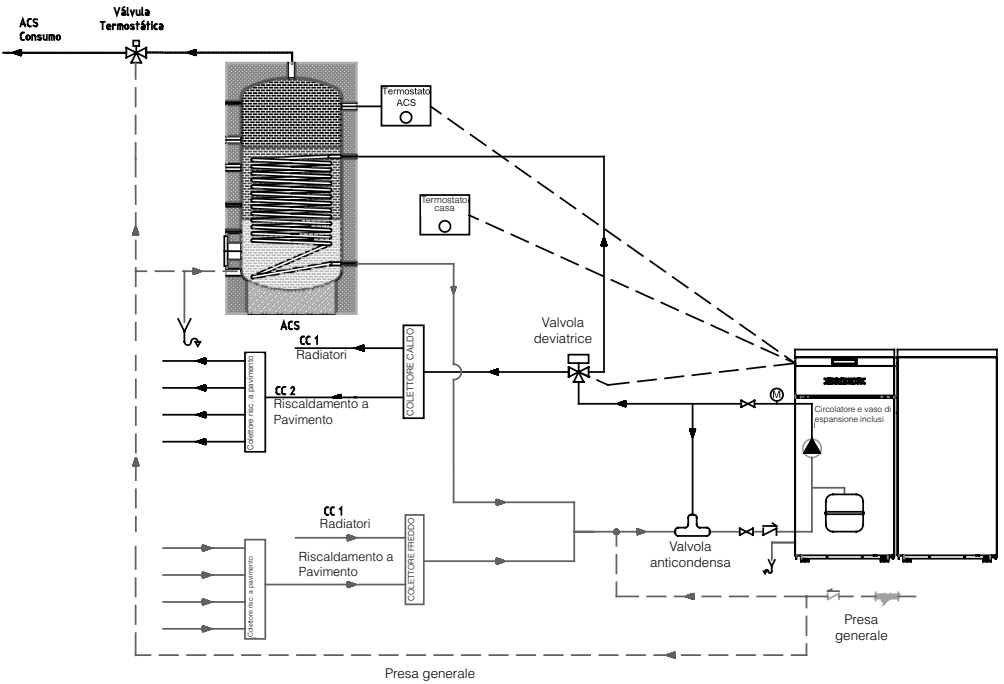 Válvula
Termostática
ACS
Consumo
Termostato
ACS
Termostato
casa
ACS
CC 1
Radiatori
CC 2
Riscaldamento a
Pavimento
Colettore risc. a pavimento
COLETTORE CALDO
Valvola
deviatrice
M
Circolatore e vaso di
espansione inclusi
CC 1
Radiatori
Riscaldamento a
Pavimento
Colettore risc. a pavimento
COLETTORE FREDDO
Valvola
anticondensa
Presa
generale
Presa generale